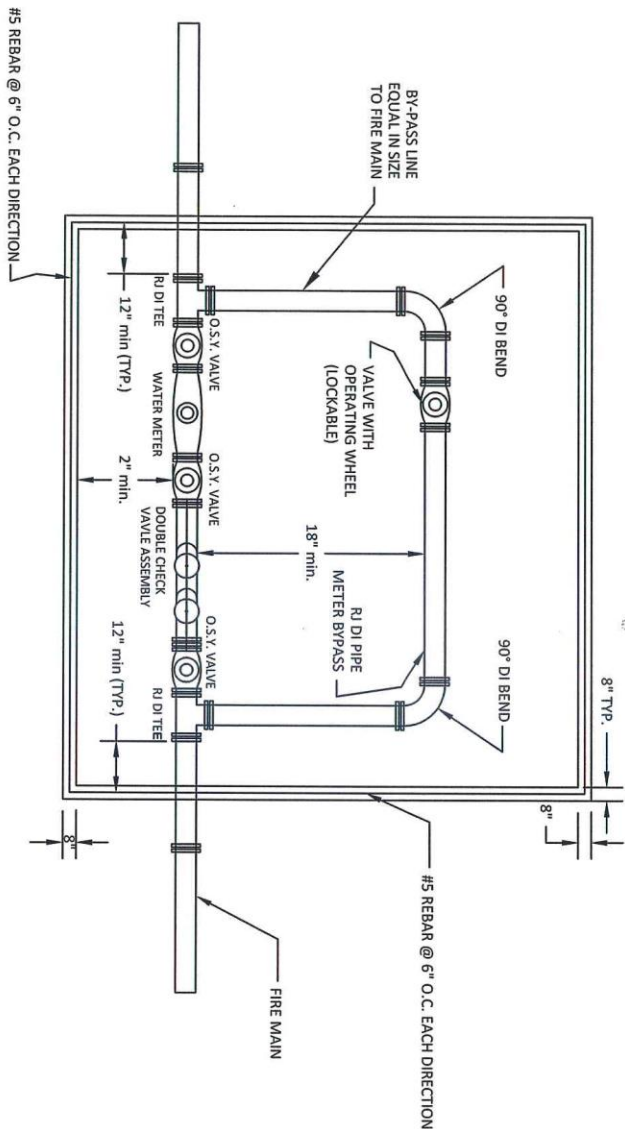 #5 REBAR @ 6" O.C. EACH DIRECTION
BY-PASS LINE
EQUAL IN SIZE
TO FIRE MAIN
90° DI BEND
VALVE WITH
OPERATING WHEEL
(LOCKABLE)
RJ DI TEE
12" min (TYP.)
O.S.Y. VALVE
WATER METER
O.S.Y. VALVE
2" min.
DOUBLE CHECK
VAVLE ASSEMBLY
18" min.
O.S.Y. VALVE
RJ DI PIPE
METER BYPASS
12" min (TYP.)
RJ DI TEE
90° DI BEND
8" TYP.
8"
8"
#5 REBAR @ 6" O.C. EACH DIRECTION
FIRE MAIN